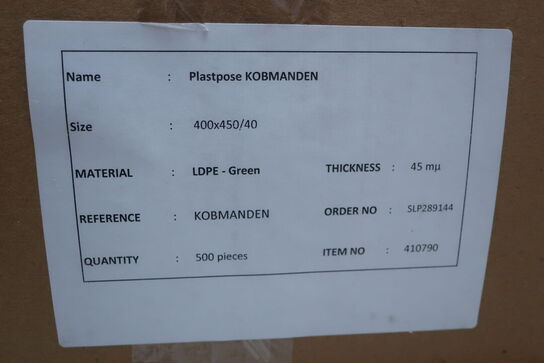 Name : Plastpose KOBMANDEN
Size : 400x450/40
MATERIAL : LDPE - Green THICKNESS : 45 mµ
REFERENCE : KOBMANDEN ORDER NO : SLP289144
QUANTITY : 500 pieces ITEM NO : 410790